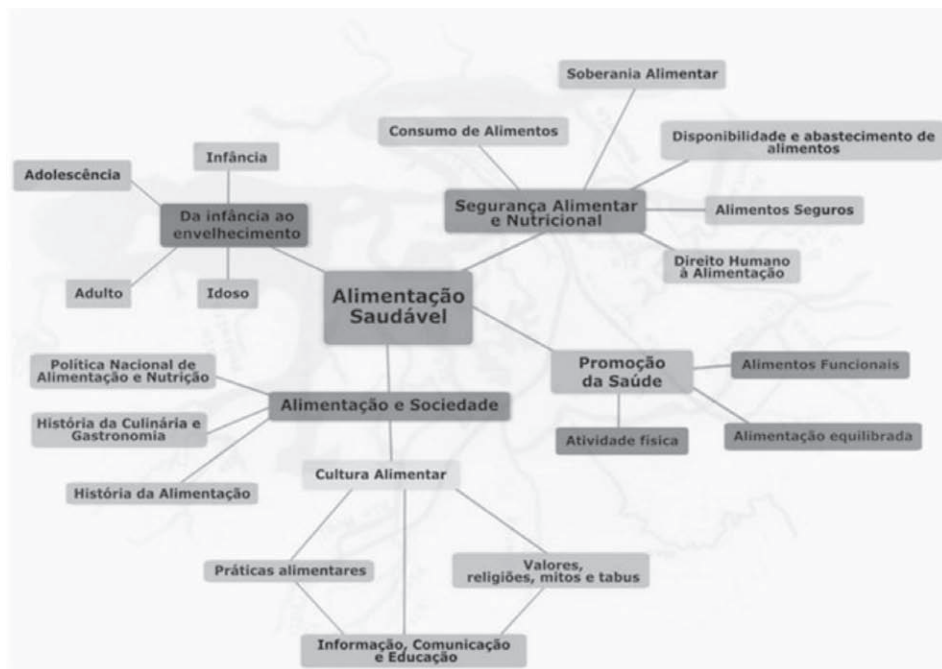 Soberania Alimentar
Consumo de Alimentos
Disponibilidade e abastecimento de
alimentos
Infância
Adolescência
Segurança Alimentar
e Nutricional
Alimentos Seguros
Da infância ao
envelhecimento
Direito Humano
à Alimentação
Adulto
Idoso
Alimentação
Saudável
Política Nacional de
Alimentação e Nutrição
Promoção
da Saúde
Alimentos Funcionais
Alimentação e Sociedade
História da Culinária e
Gastronomia
Atividade física
Alimentação equilibrada
Cultura Alimentar
História da Alimentação
Práticas alimentares
Valores,
religiões, mitos e tabus
Informação, Comunicação
e Educação